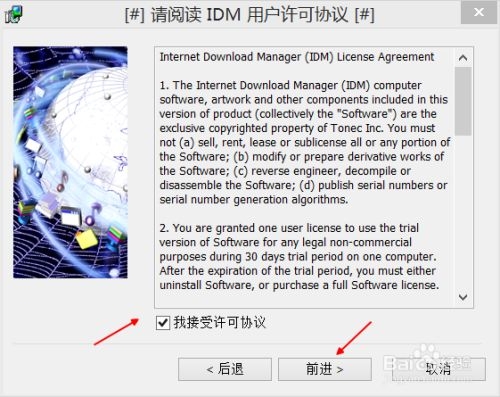 [#] 请阅读 IDM 用户许可协议 [#]
Internet Download Manager (IDM) License Agreement
1. The Internet Download Manager (IDM) computer
software, artwork and other components included in this
version of product (collectively the "Software") are the
exclusive copyrighted property of Tonec Inc. You must
not (a) sell, rent, lease or sublicense all or any portion of
the Software; (b) modify or prepare derivative works of
the Software; (c) reverse engineer, decompile or
disassemble the Software; (d) publish serial numbers or
serial number generation algorithms.
2. You are granted one user license to use the trial
version of Software for any legal non-commercial
purposes during 30 days trial period on one computer.
After the expiration of the trial period, you must either
uninstall Software, or purchase a full Software license.
我接受许可协议
< 后退
前进 >
取消
Baidu 经验